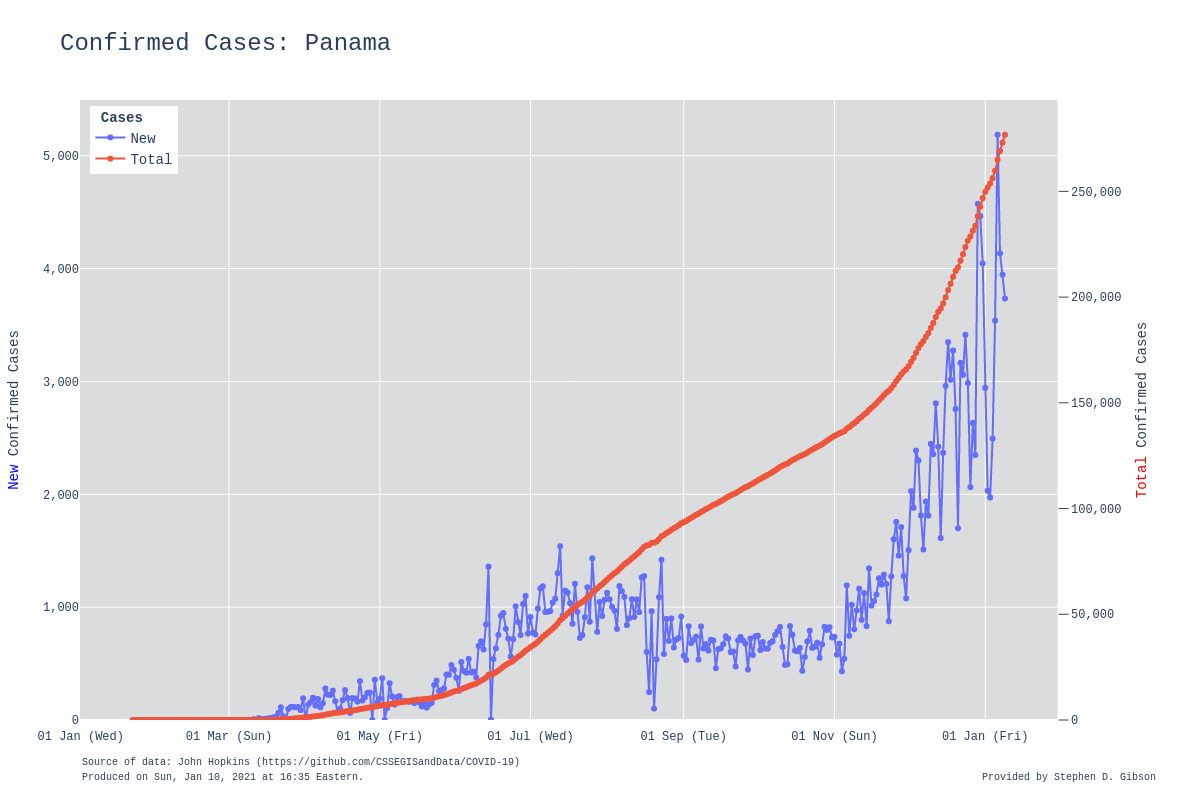 Confirmed Cases: Panama
Cases
New
Total
5,000
4,000
3,000
2,000
1,000
0
250,000
200,000
150,000
100,000
50,000
0
New Confirmed Cases
Total Confirmed Cases
01 Jan (Wed) 01 Mar (Sun) 01 May (Fri) 01 Jul (Wed) 01 Sep (Tue) 01 Nov (Sun) 01 Jan (Fri)
Source of data: John Hopkins (https://github.com/CSSEGISandData/COVID-19)
Produced on Sun, Jan 10, 2021 at 16:35 Eastern.
Provided by Stephen D. Gibson